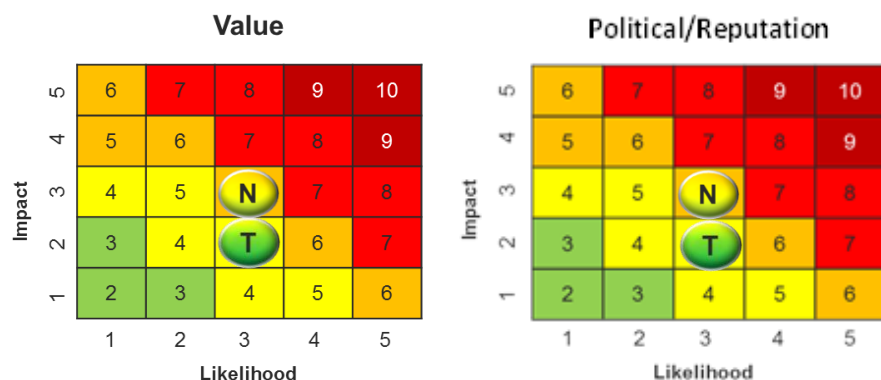 Value
Impact
5 6 7 8 9 10
4 5 6 7 8 9
3 4 5 N 7 8
2 3 4 T 6 7
1 2 3 4 5 6
1 2 3 4 5
Likelihood
Political/Reputation
Impact
5 6 7 8 9 10
4 5 6 7 8 9
3 4 5 N 7 8
2 3 4 T 6 7
1 2 3 4 5 6
1 2 3 4 5
Likelihood